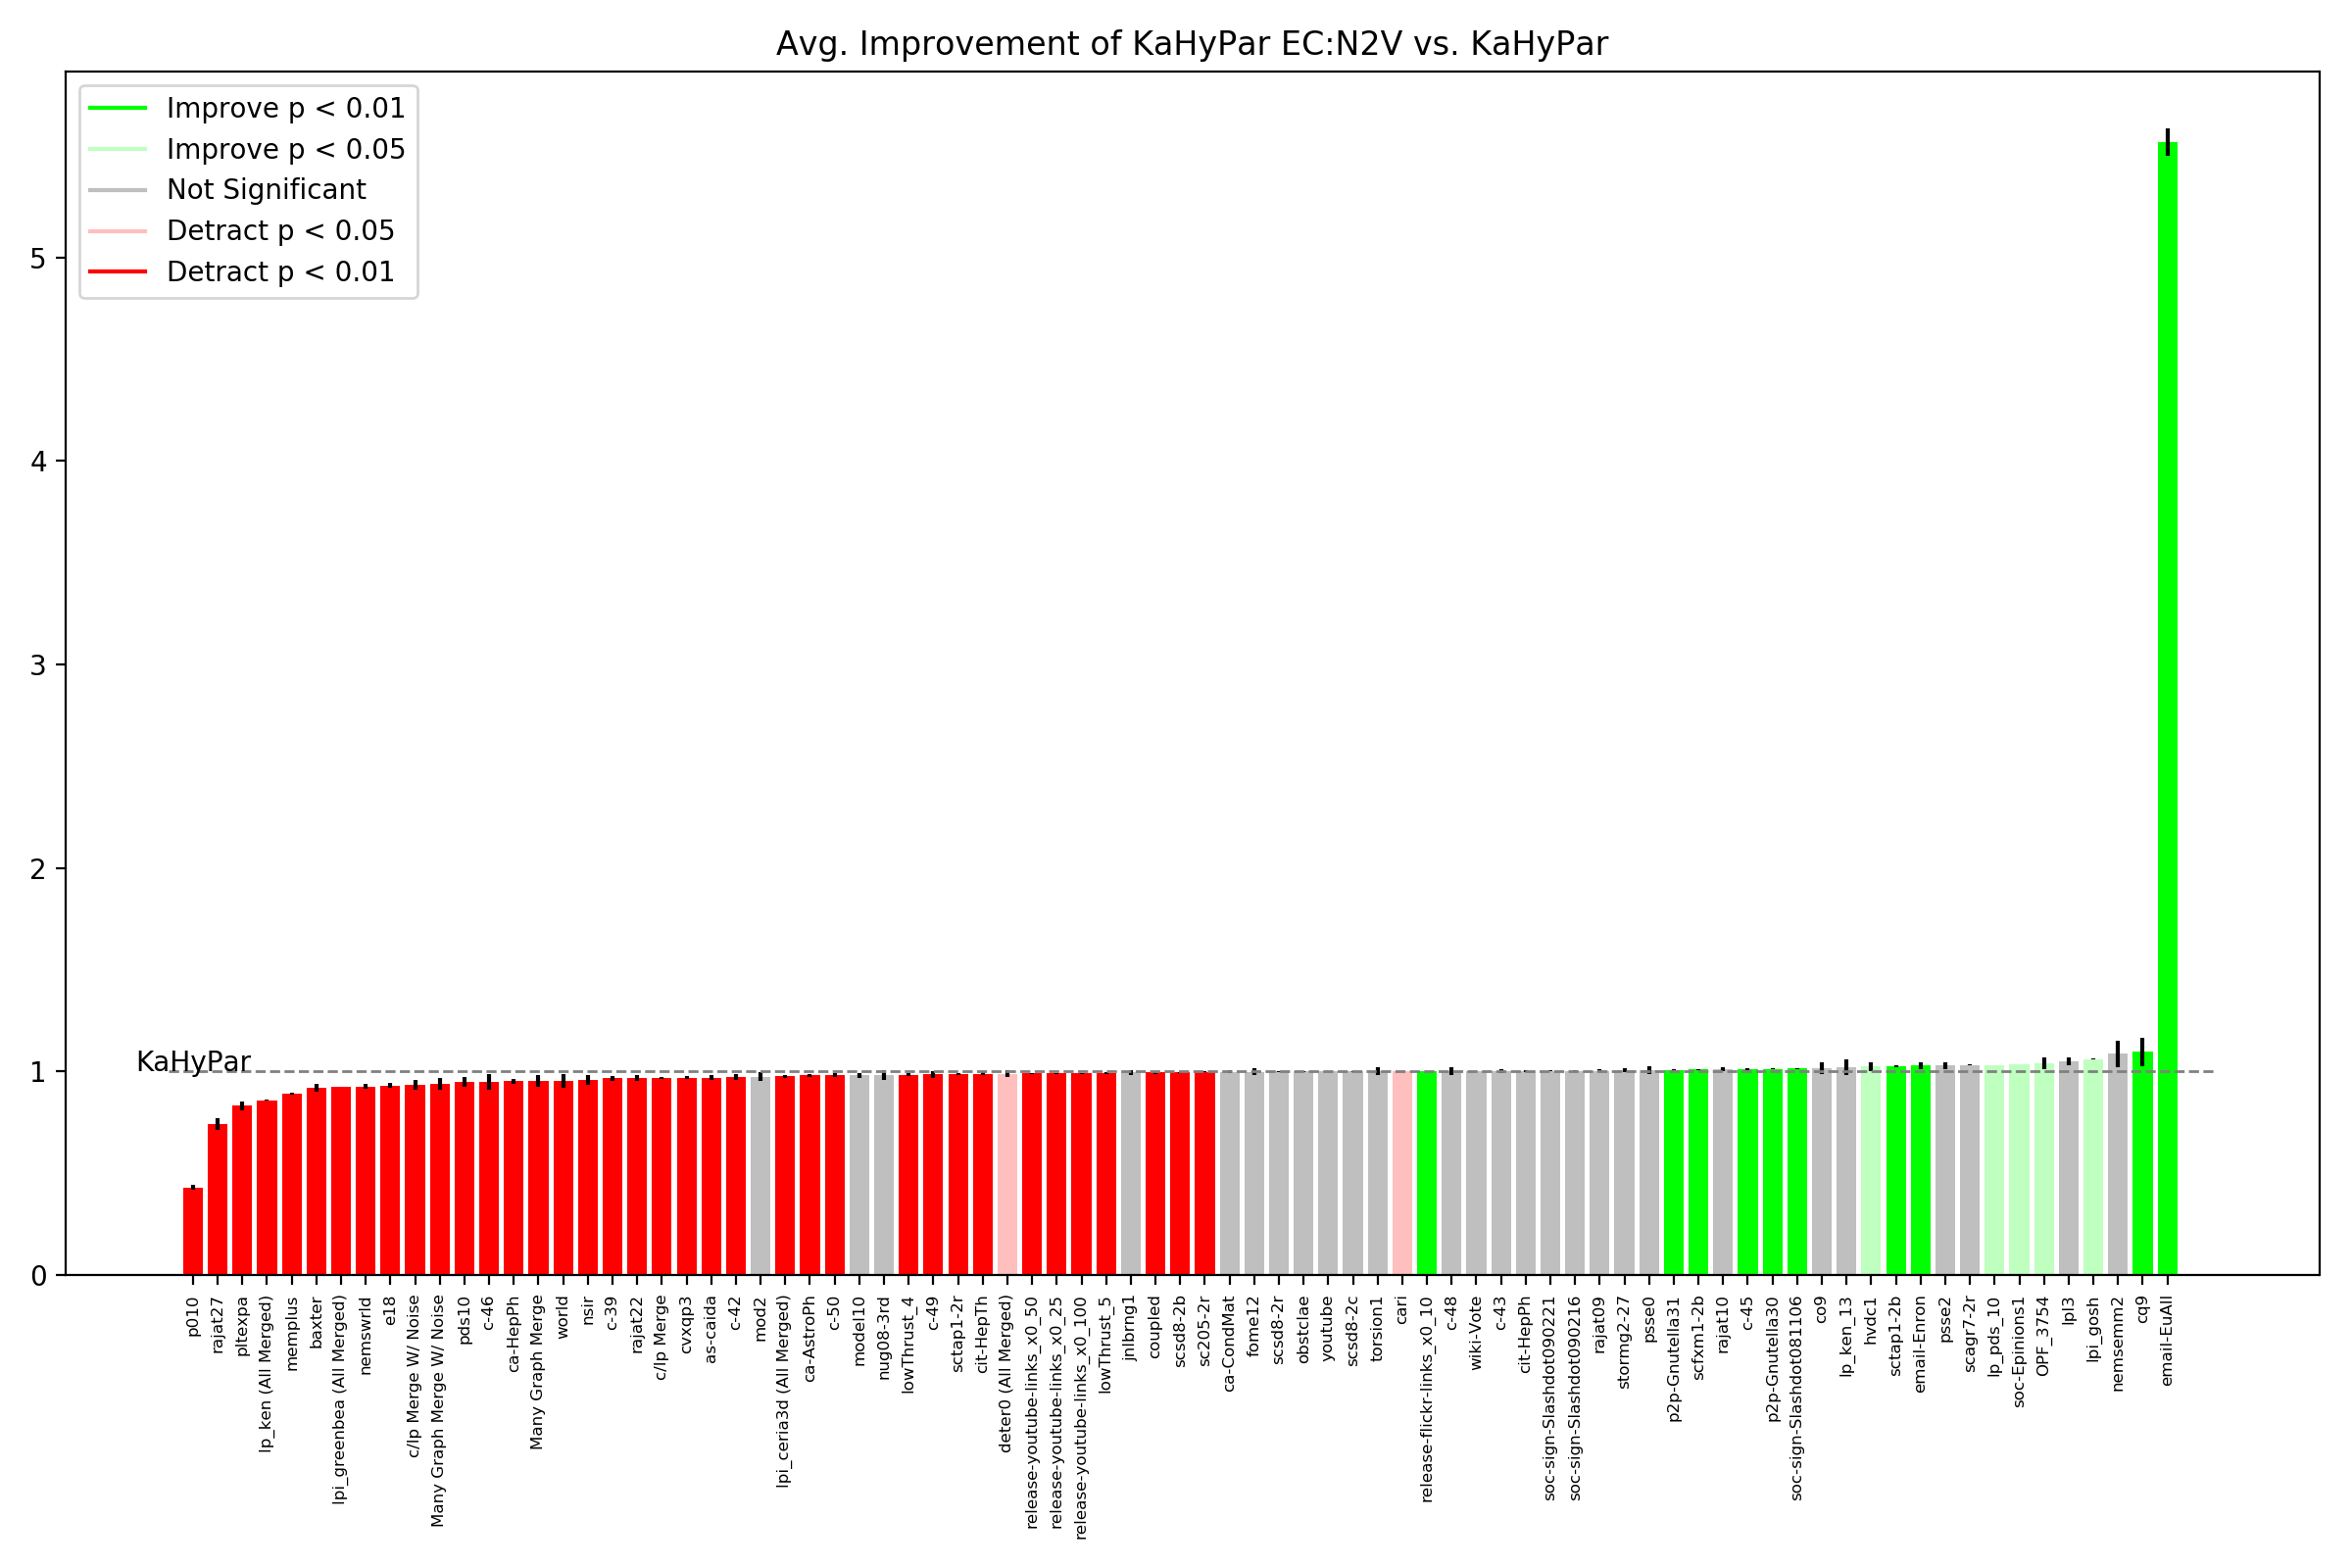 Avg. Improvement of KaHyPar EC:N2V vs. KaHyPar
Improve p < 0.01
Improve p < 0.05
Not Significant
Detract p < 0.05
Detract p < 0.01
5
4
3
2
1
0
KaHyPar
p010
rajat27
pltexpa
lp_ken (All Merged)
memplus
baxter
lpi_greenbea (All Merged)
nemswrld
e18
c/lp Merge W/ Noise
Many Graph Merge W/ Noise
pds10
c-46
ca-HepPh
Many Graph Merge
world
nsir
c-39
rajat22
c/lp Merge
cvxqp3
as-caida
c-42
mod2
lpi_ceria3d (All Merged)
ca-AstroPh
c-50
model10
nug08-3rd
lowThrust_4
c-49
sctap1-2r
cit-HepTh
deter0 (All Merged)
release-youtube-links_x0_50
release-youtube-links_x0_25
release-youtube-links_x0_100
lowThrust_5
jnlbrng1
coupled
scsd8-2b
sc205-2r
ca-CondMat
fome12
scsd8-2r
obstclae
youtube
scsd8-2c
torsion1
cari
release-flickr-links_x0_10
c-48
wiki-Vote
c-43
cit-HepPh
soc-sign-Slashdot090221
soc-sign-Slashdot090216
rajat09
stormg2-27
psse0
p2p-Gnutella31
scfxm1-2b
rajat10
c-45
p2p-Gnutella30
soc-sign-Slashdot081106
co9
lp_ken_13
hvdc1
sctap1-2b
email-Enron
psse2
scagr7-2r
lp_pds_10
soc-Epinions1
OPF_3754
lpl3
lpi_gosh
nemsemm2
cq9
email-EuAll